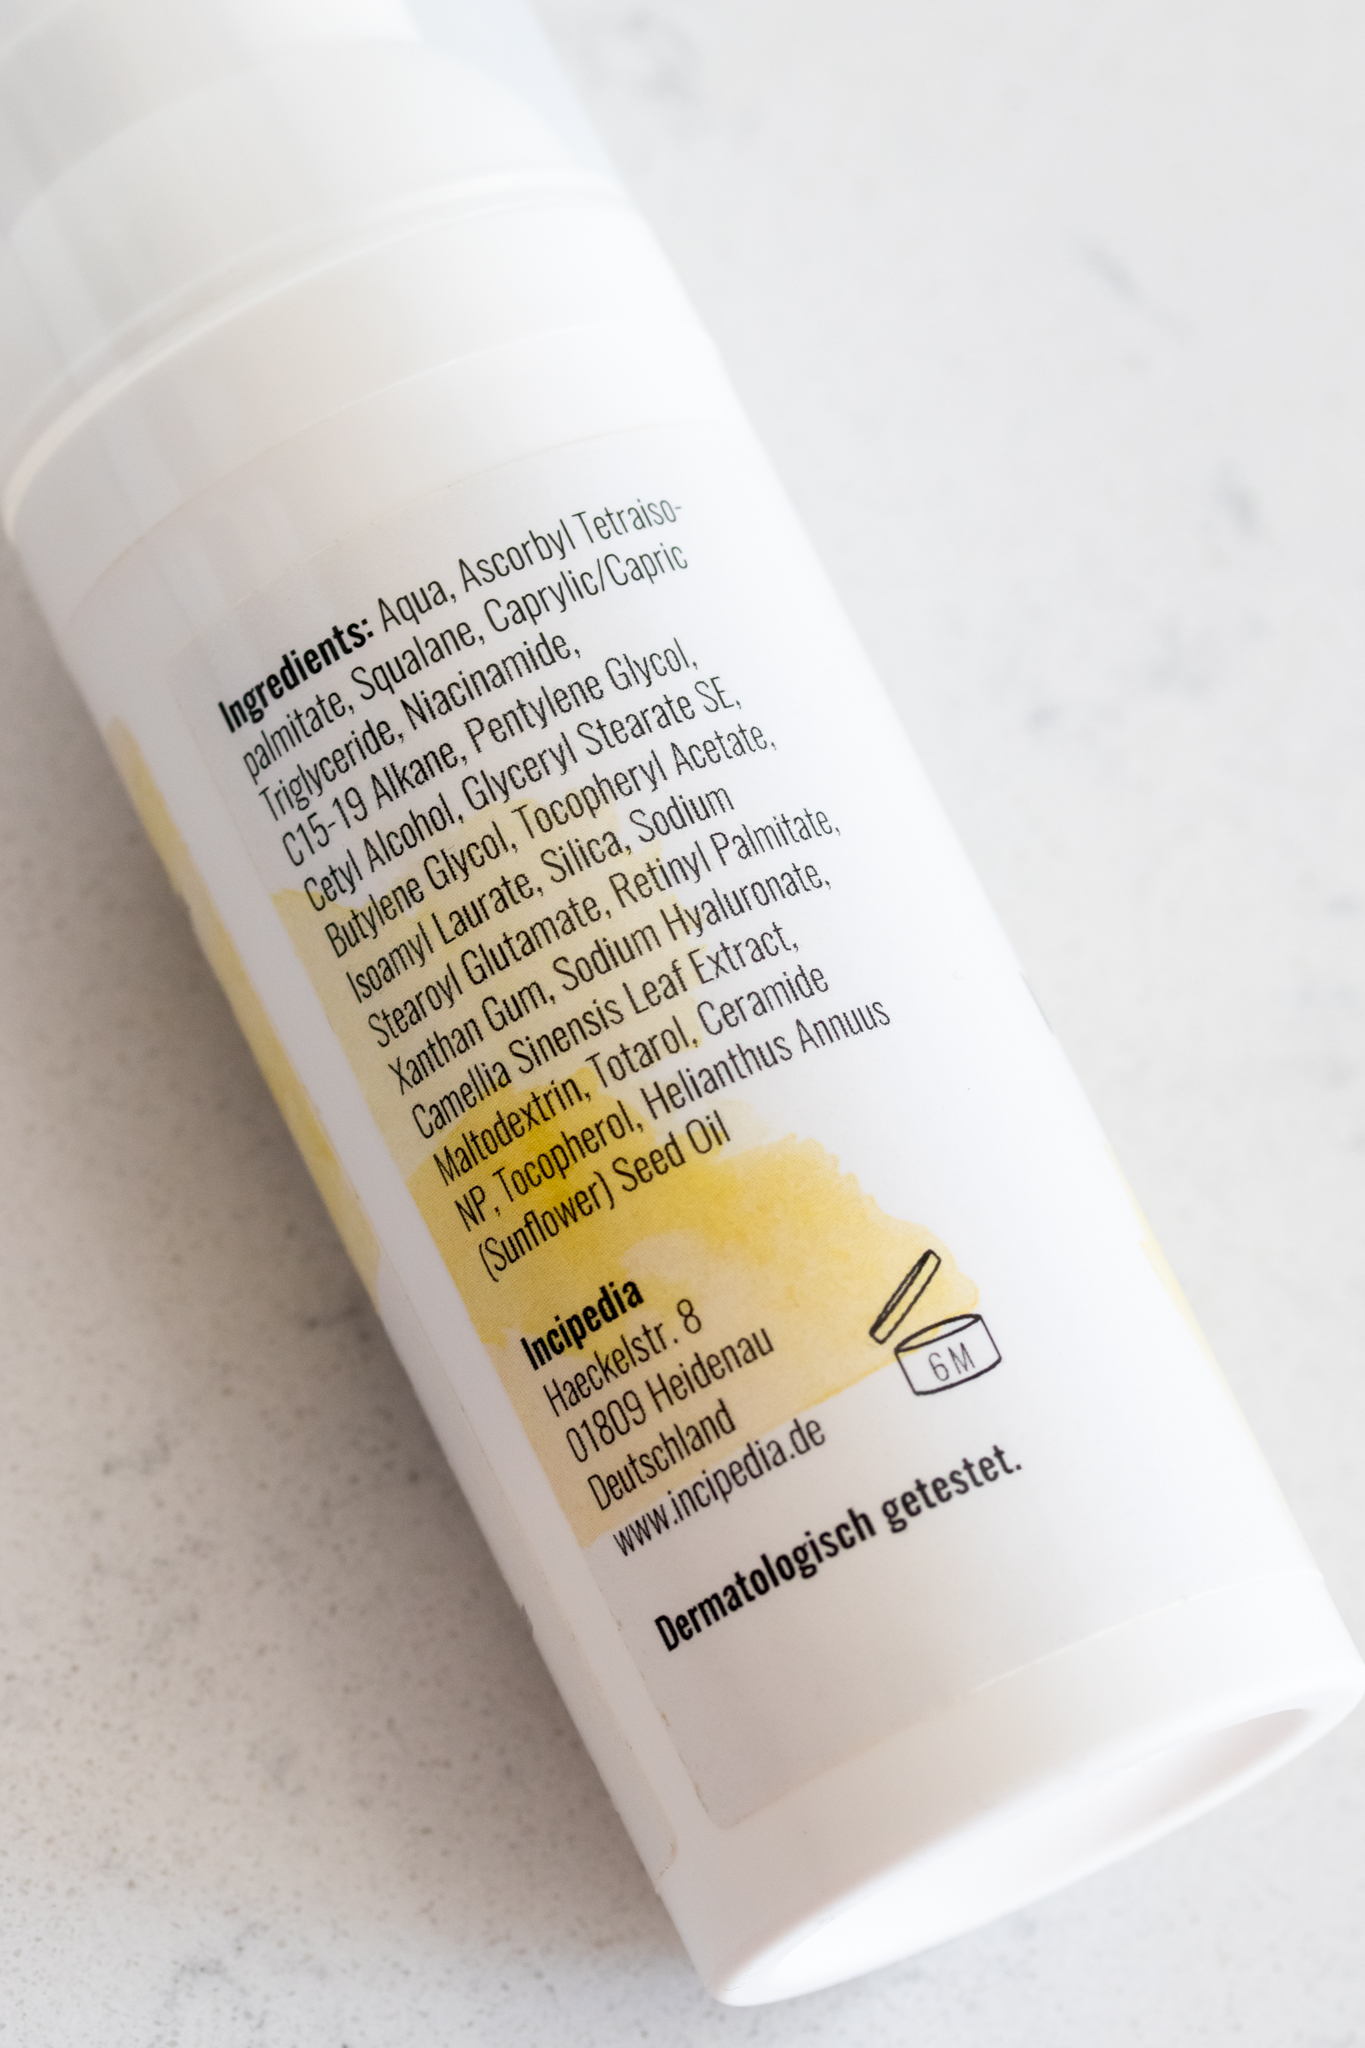 Ingredients: Aqua, Ascorbyl Tetraiso-
palmitate, Squalane, Caprylic/Capric
Triglyceride, Niacinamide,
C15-19 Alkane, Pentylene Glycol,
Cetyl Alcohol, Glyceryl Stearate SE,
Butylene Glycol, Tocopheryl Acetate,
Isoamyl Laurate, Silica, Sodium
Stearoyl Glutamate, Retinyl Palmitate,
Xanthan Gum, Sodium Hyaluronate,
Camellia Sinensis Leaf Extract,
Maltodextrin, Totarol, Ceramide
NP, Tocopherol, Helianthus Annuus
(Sunflower) Seed Oil
Incipedia
Haeckelstr. 8
01809 Heidenau
Deutschland
www.incipedia.de
6 M
Dermatologisch getestet.